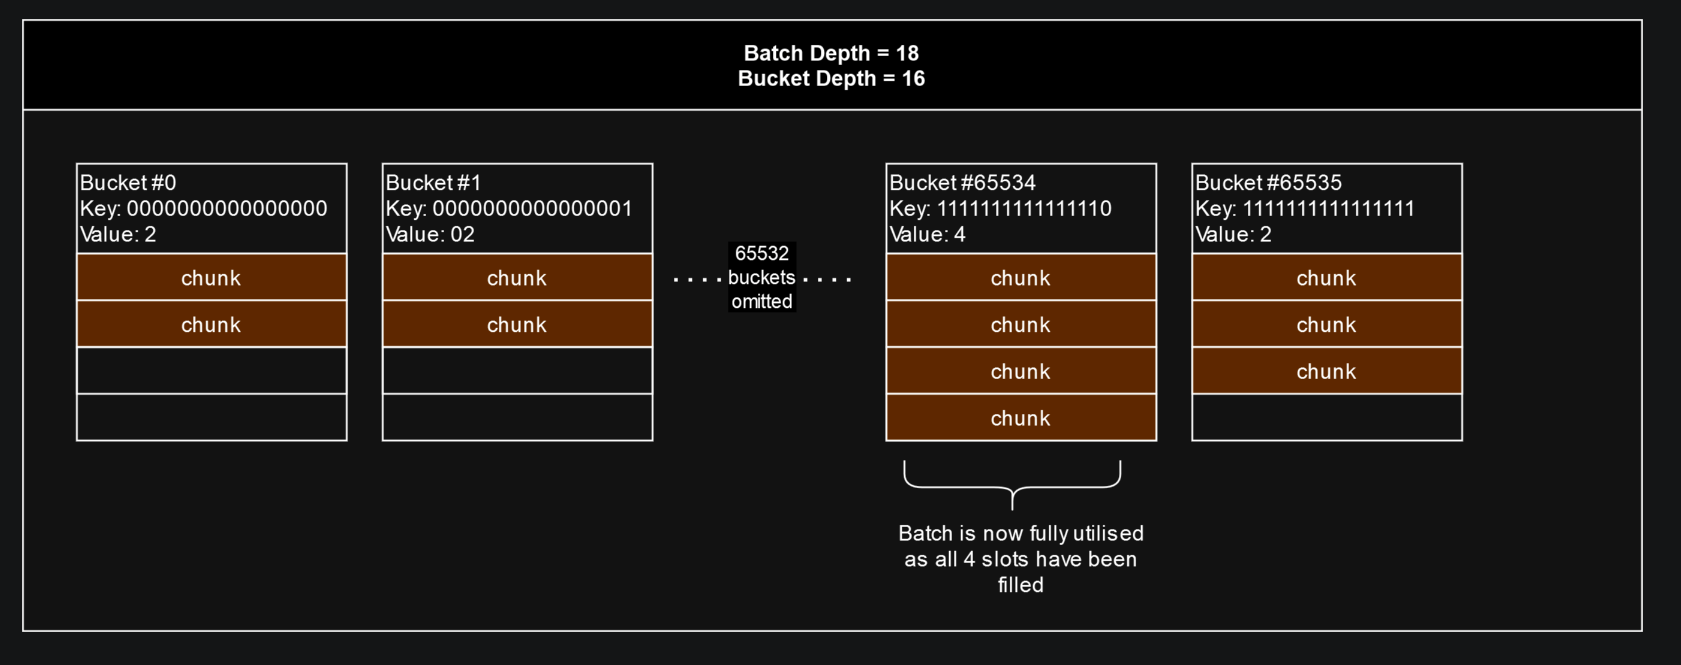 Batch Depth = 18
Bucket Depth = 16
Bucket #0
Key: 0000000000000000
Value: 2
chunk
chunk
Bucket #1
Key: 0000000000000001
Value: 02
chunk
chunk
65532
buckets
omitted
Bucket #65534
Key: 1111111111111110
Value: 4
chunk
chunk
chunk
chunk
Bucket #65535
Key: 1111111111111111
Value: 2
chunk
chunk
chunk
Batch is now fully utilised
as all 4 slots have been
filled